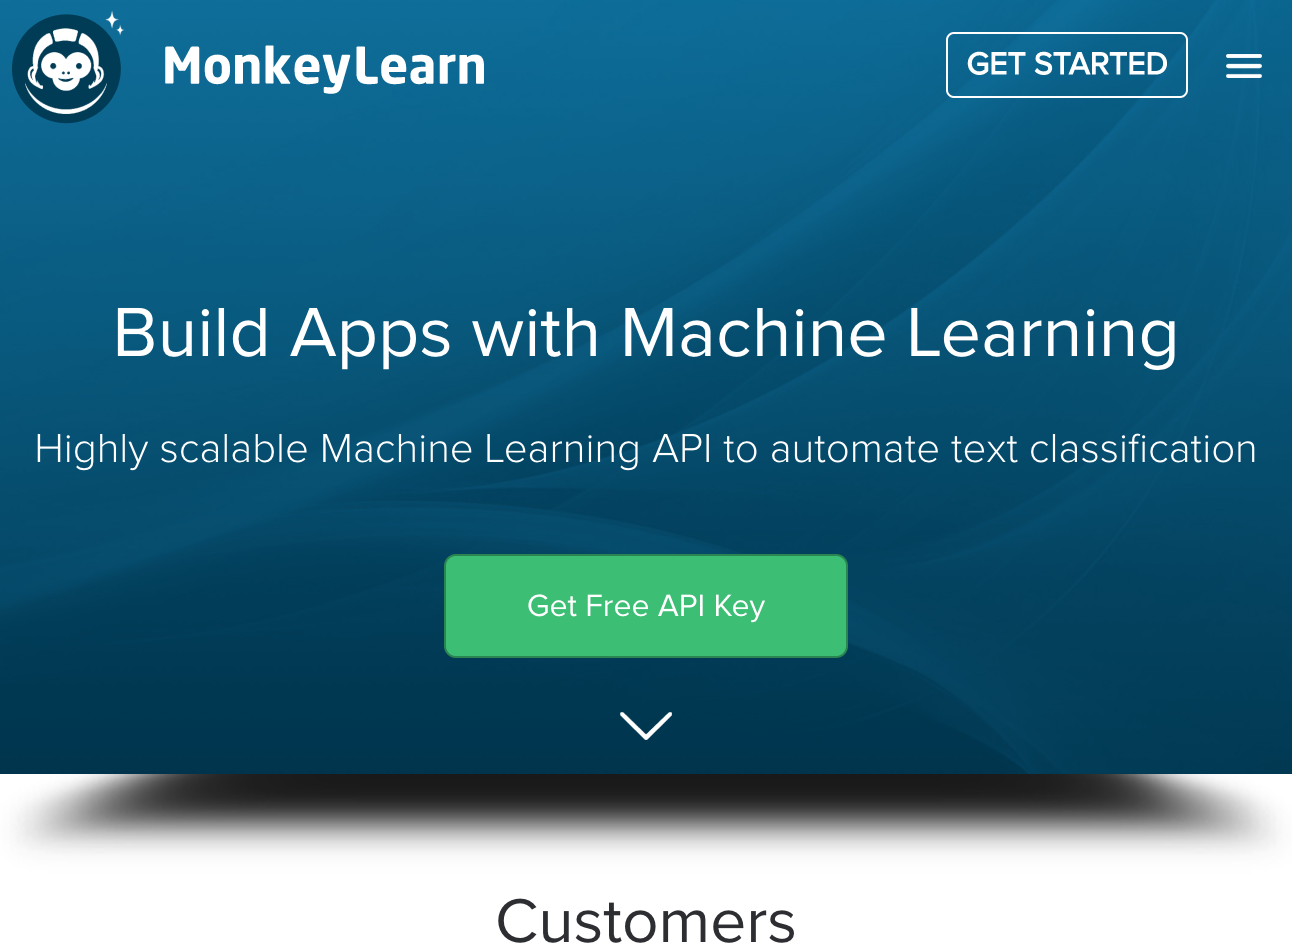 MonkeyLearn
GET STARTED
Build Apps with Machine Learning
Highly scalable Machine Learning API to automate text classification
Get Free API Key
Customers